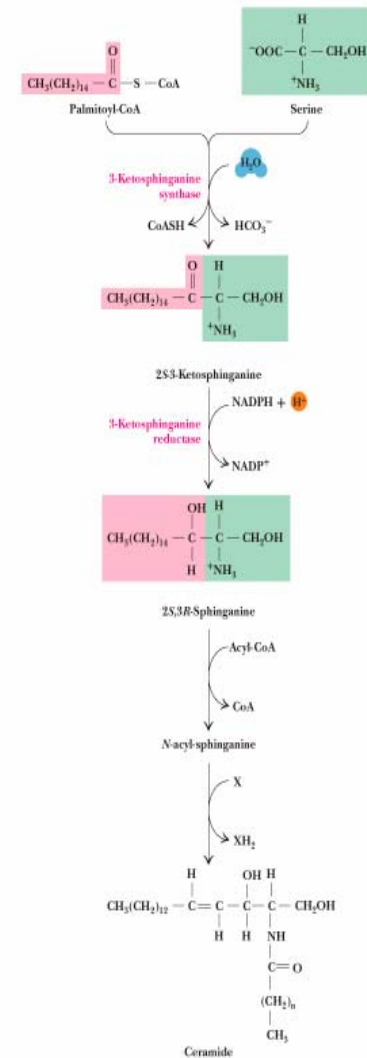 O
||
CH₃(CH₂)₁₄ — C — S — CoA
Palmitoyl-CoA
H
⁻OOC — C — CH₂OH
⁺NH₃
Serine
3-Ketosphinganine
synthase
H₂O
CoASH
HCO₃⁻
O H
CH₃(CH₂)₁₄ — C — C — CH₂OH
⁺NH₃
2S-3-Ketosphinganine
3-Ketosphinganine
reductase
NADPH + H⁺
NADP⁺
OH H
CH₃(CH₂)₁₄ — C — C — CH₂OH
H ⁺NH₃
2S,3R-Sphinganine
Acyl-CoA
CoA
N-acyl-sphinganine
X
XH₂
H OH H
CH₃(CH₂)₁₂ — C = C — C — C — CH₂OH
H H NH
C = O
(CH₂)ₙ
CH₃
Ceramide